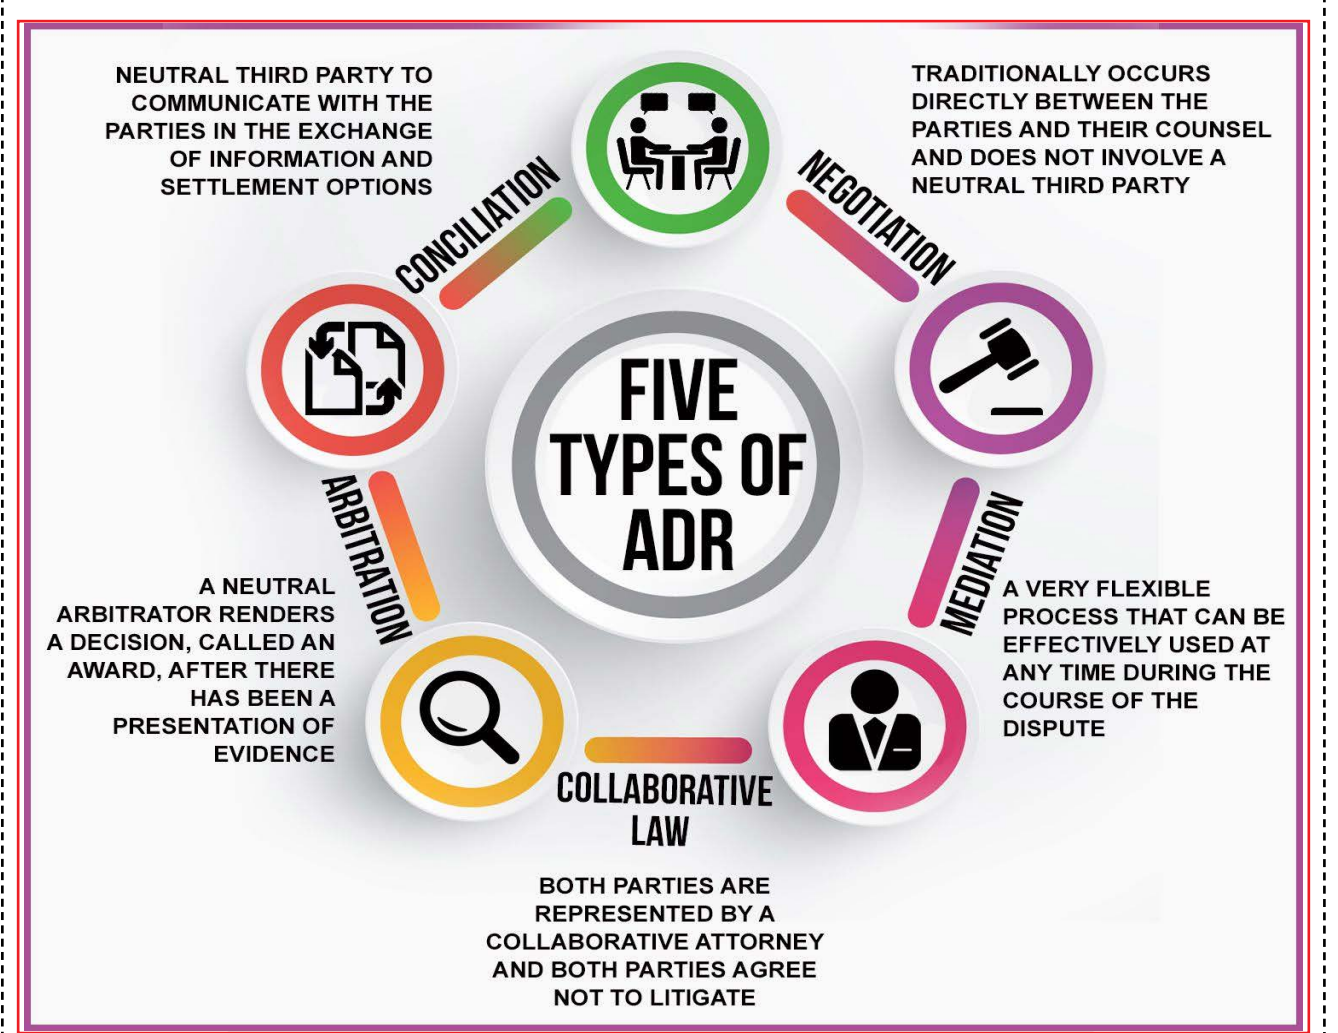 NEUTRAL THIRD PARTY TO
COMMUNICATE WITH THE
PARTIES IN THE EXCHANGE
OF INFORMATION AND
SETTLEMENT OPTIONS
CONCILIATION
TRADITIONALLY OCCURS
DIRECTLY BETWEEN THE
PARTIES AND THEIR COUNSEL
AND DOES NOT INVOLVE A
NEUTRAL THIRD PARTY
NEGOTIATION
FIVE
TYPES OF
ADR
ARBITRATION
A NEUTRAL
ARBITRATOR RENDERS
A DECISION, CALLED AN
AWARD, AFTER THERE
HAS BEEN A
PRESENTATION OF
EVIDENCE
MEDIATION
A VERY FLEXIBLE
PROCESS THAT CAN BE
EFFECTIVELY USED AT
ANY TIME DURING THE
COURSE OF THE
DISPUTE
COLLABORATIVE
LAW
BOTH PARTIES ARE
REPRESENTED BY A
COLLABORATIVE ATTORNEY
AND BOTH PARTIES AGREE
NOT TO LITIGATE